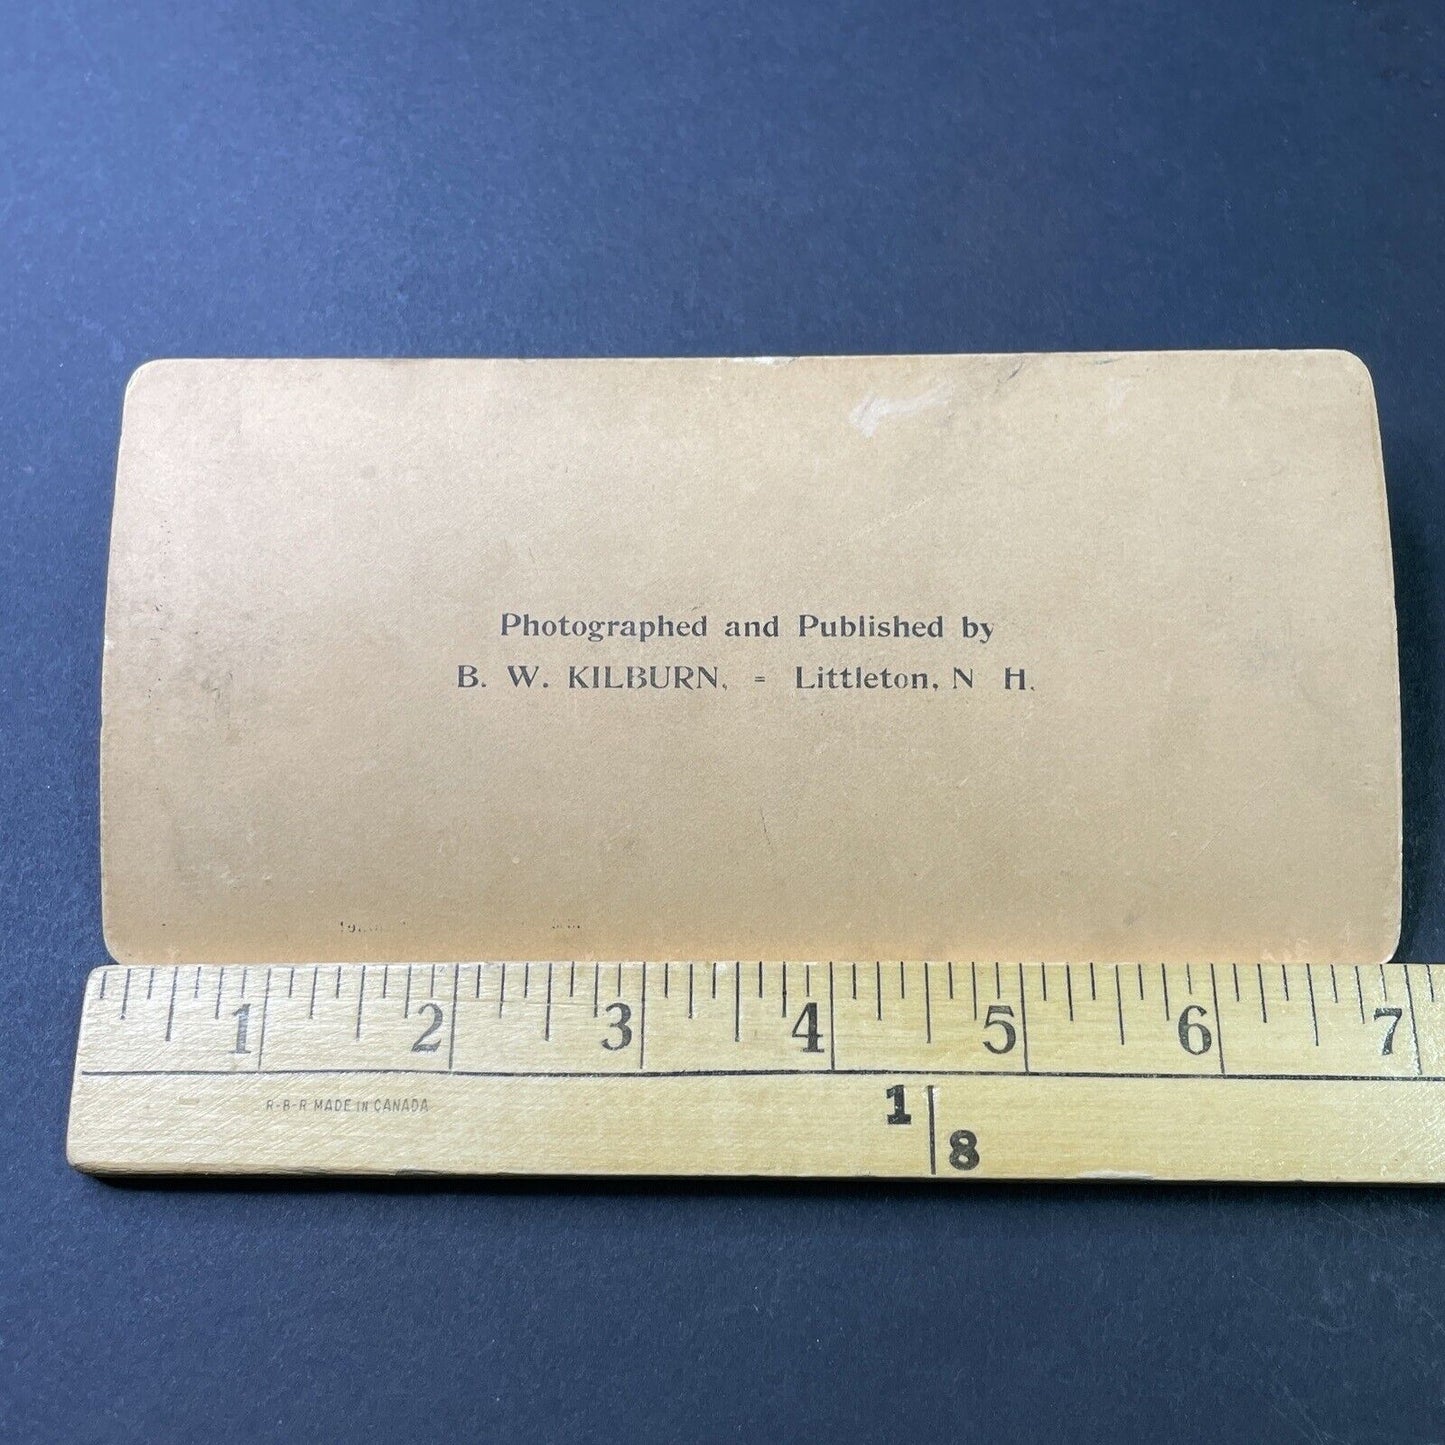 Photographed and Published by
B. W. KILBURN, = Littleton, N H.
1 2 3 4 5 6 7
R-B-R MADE IN CANADA
1 8